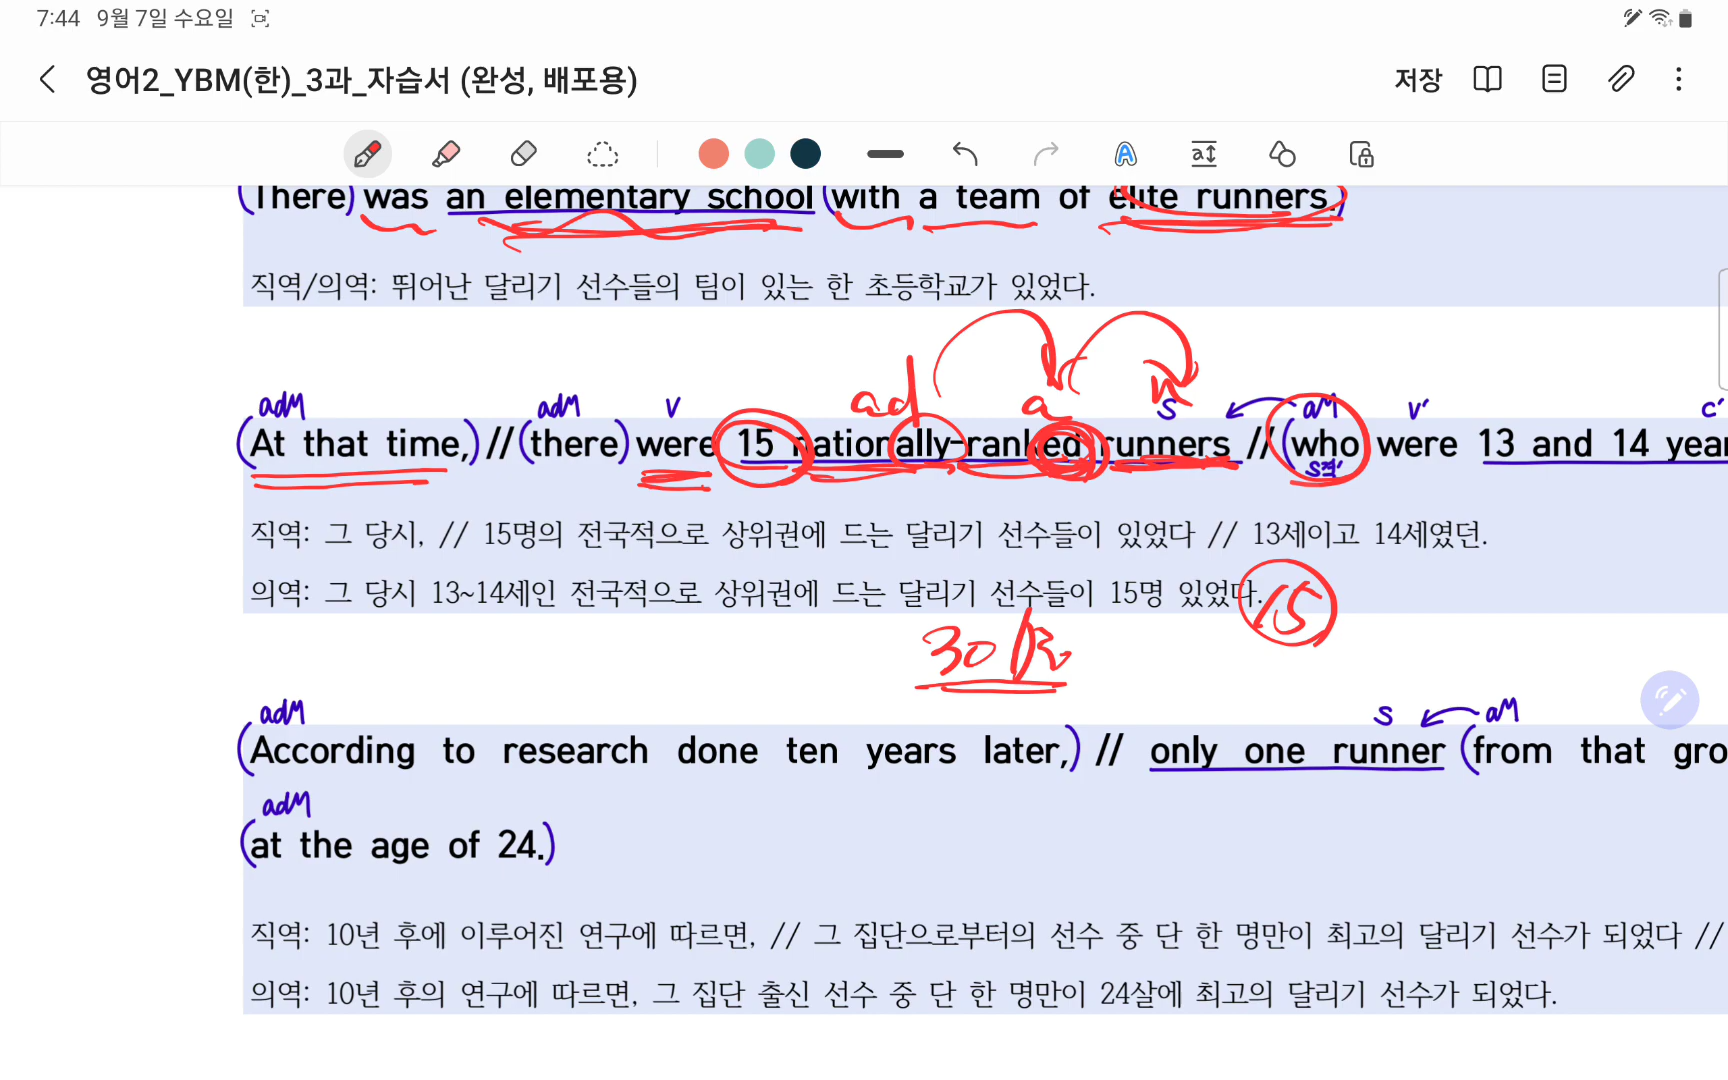 7:44 9월 7일 수요일
영어2_YBM(한)_3과_자습서 (완성, 배포용)
저장
(There) was an elementary school (with a team of elite runners.)
직역/의역: 뛰어난 달리기 선수들의 팀이 있는 한 초등학교가 있었다.
ad a n
adM adM v s aM v' c'
(At that time,) // (there) were 15 nationally-ranked runners // (who were 13 and 14 year
s'
직역: 그 당시, // 15명의 전국적으로 상위권에 드는 달리기 선수들이 있었다 // 13세이고 14세였던.
의역: 그 당시 13~14세인 전국적으로 상위권에 드는 달리기 선수들이 15명 있었다.
15
30
adM s aM
(According to research done ten years later,) // only one runner (from that gro
adM
(at the age of 24.)
직역: 10년 후에 이루어진 연구에 따르면, // 그 집단으로부터의 선수 중 단 한 명만이 최고의 달리기 선수가 되었다 //
의역: 10년 후의 연구에 따르면, 그 집단 출신 선수 중 단 한 명만이 24살에 최고의 달리기 선수가 되었다.